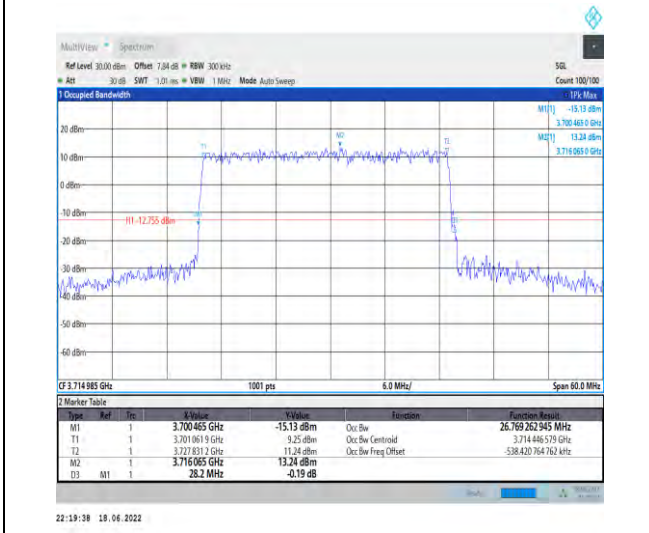 MultiView Spectrum
Ref Level 30.00 dBm Offset 7.84 dB RBW 300 kHz SGL
Att 30 dB SWT 1.01 ms VBW 1 MHz Mode Auto Sweep Count 100/100
1 Occupied Bandwidth 1Pk Max
M1[1] -15.13 dBm
3.700 465 0 GHz
M2[1] 13.24 dBm
3.716 065 0 GHz
20 dBm
M2
T1 T2
10 dBm
0 dBm
-10 dBm
H1 -12.755 dBm
-20 dBm
-30 dBm
-40 dBm
-50 dBm
-60 dBm
CF 3.714 985 GHz 1001 pts 6.0 MHz/ Span 60.0 MHz
2 Marker Table
Type Ref Trc X-Value Y-Value Function Function Result
M1 1 3.700 465 GHz -15.13 dBm Occ Bw 26.769 262 945 MHz
T1 1 3.701 061 9 GHz 9.25 dBm Occ Bw Centroid 3.714 446 579 GHz
T2 1 3.727 831 2 GHz 11.24 dBm Occ Bw Freq Offset -538.420 764 762 kHz
M2 1 3.716 065 GHz 13.24 dBm
D3 M1 1 28.2 MHz -0.19 dB
22:19:38 18.06.2022